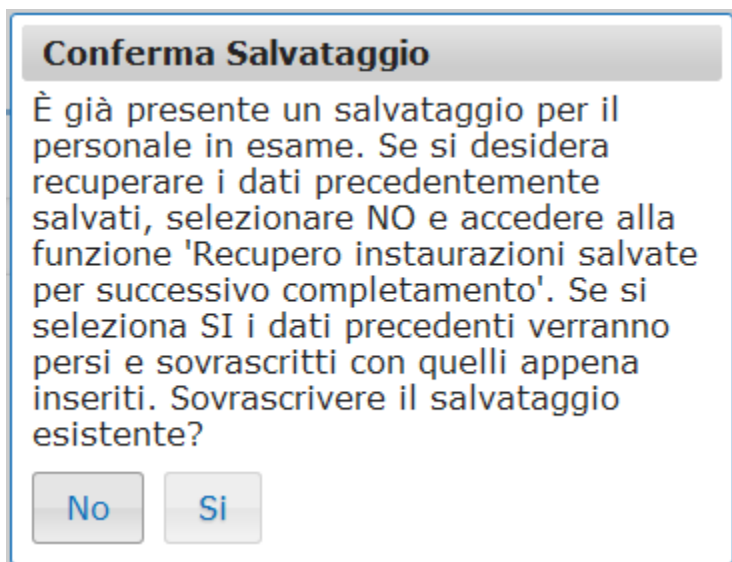 Conferma Salvataggio
È già presente un salvataggio per il
personale in esame. Se si desidera
recuperare i dati precedentemente
salvati, selezionare NO e accedere alla
funzione 'Recupero instaurazioni salvate
per successivo completamento'. Se si
seleziona SI i dati precedenti verranno
persi e sovrascritti con quelli appena
inseriti. Sovrascrivere il salvataggio
esistente?
No Si